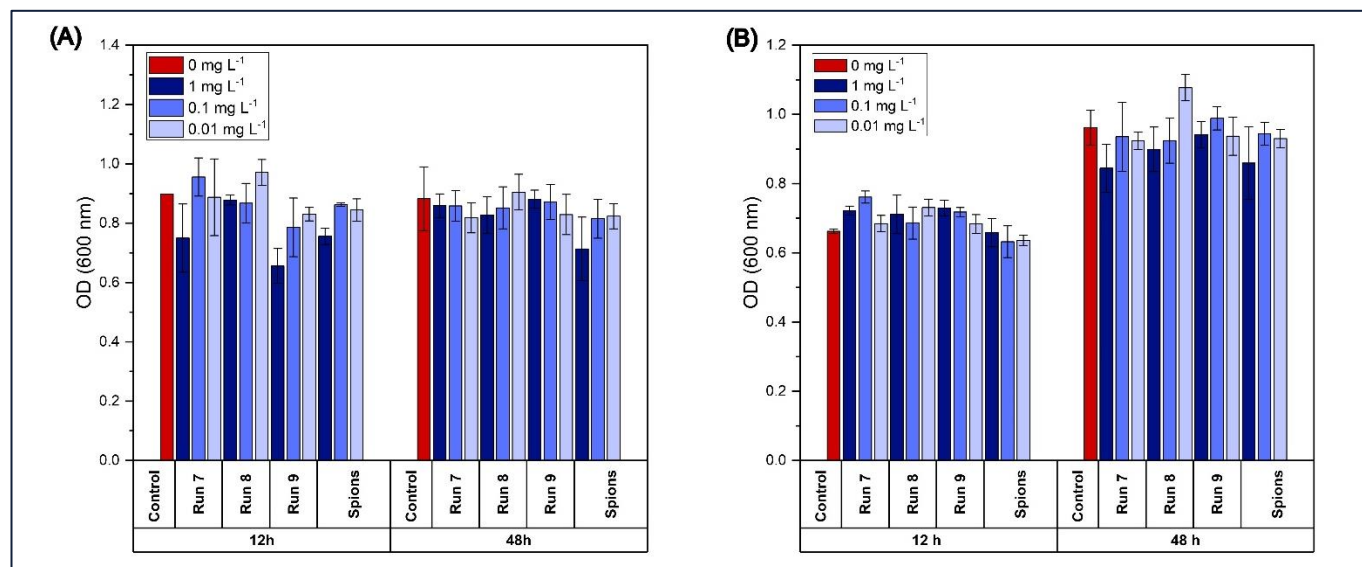 (A)
OD (600 nm)
1.4
1.2
1.0
0.8
0.6
0.4
0.2
0.0
0 mg L⁻¹
1 mg L⁻¹
0.1 mg L⁻¹
0.01 mg L⁻¹
Control
Run 7
Run 8
Run 9
Spions
Control
Run 7
Run 8
Run 9
Spions
12h
48h
(B)
OD (600 nm)
1.2
1.0
0.8
0.6
0.4
0.2
0.0
0 mg L⁻¹
1 mg L⁻¹
0.1 mg L⁻¹
0.01 mg L⁻¹
Control
Run 7
Run 8
Run 9
Spions
Control
Run 7
Run 8
Run 9
Spions
12 h
48 h